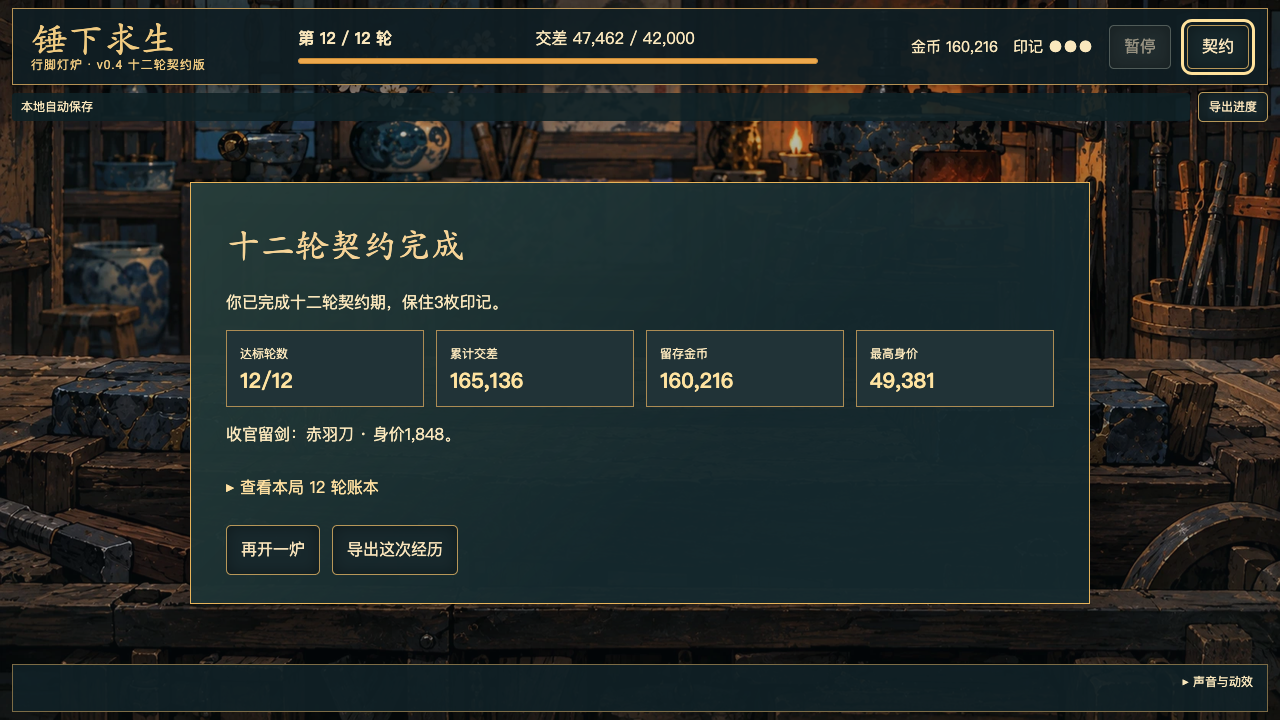 锤下求生
行脚灯炉 · v0.4 十二轮契约版
第 12 / 12 轮
交差 47,462 / 42,000
金币 160,216
印记 ●●●
暂停
契约
本地自动保存
导出进度
十二轮契约完成
你已完成十二轮契约期，保住3枚印记。
达标轮数
12/12
累计交差
165,136
留存金币
160,216
最高身价
49,381
收官留剑：赤羽刀 · 身价1,848。
▸ 查看本局 12 轮账本
再开一炉
导出这次经历
▸ 声音与动效